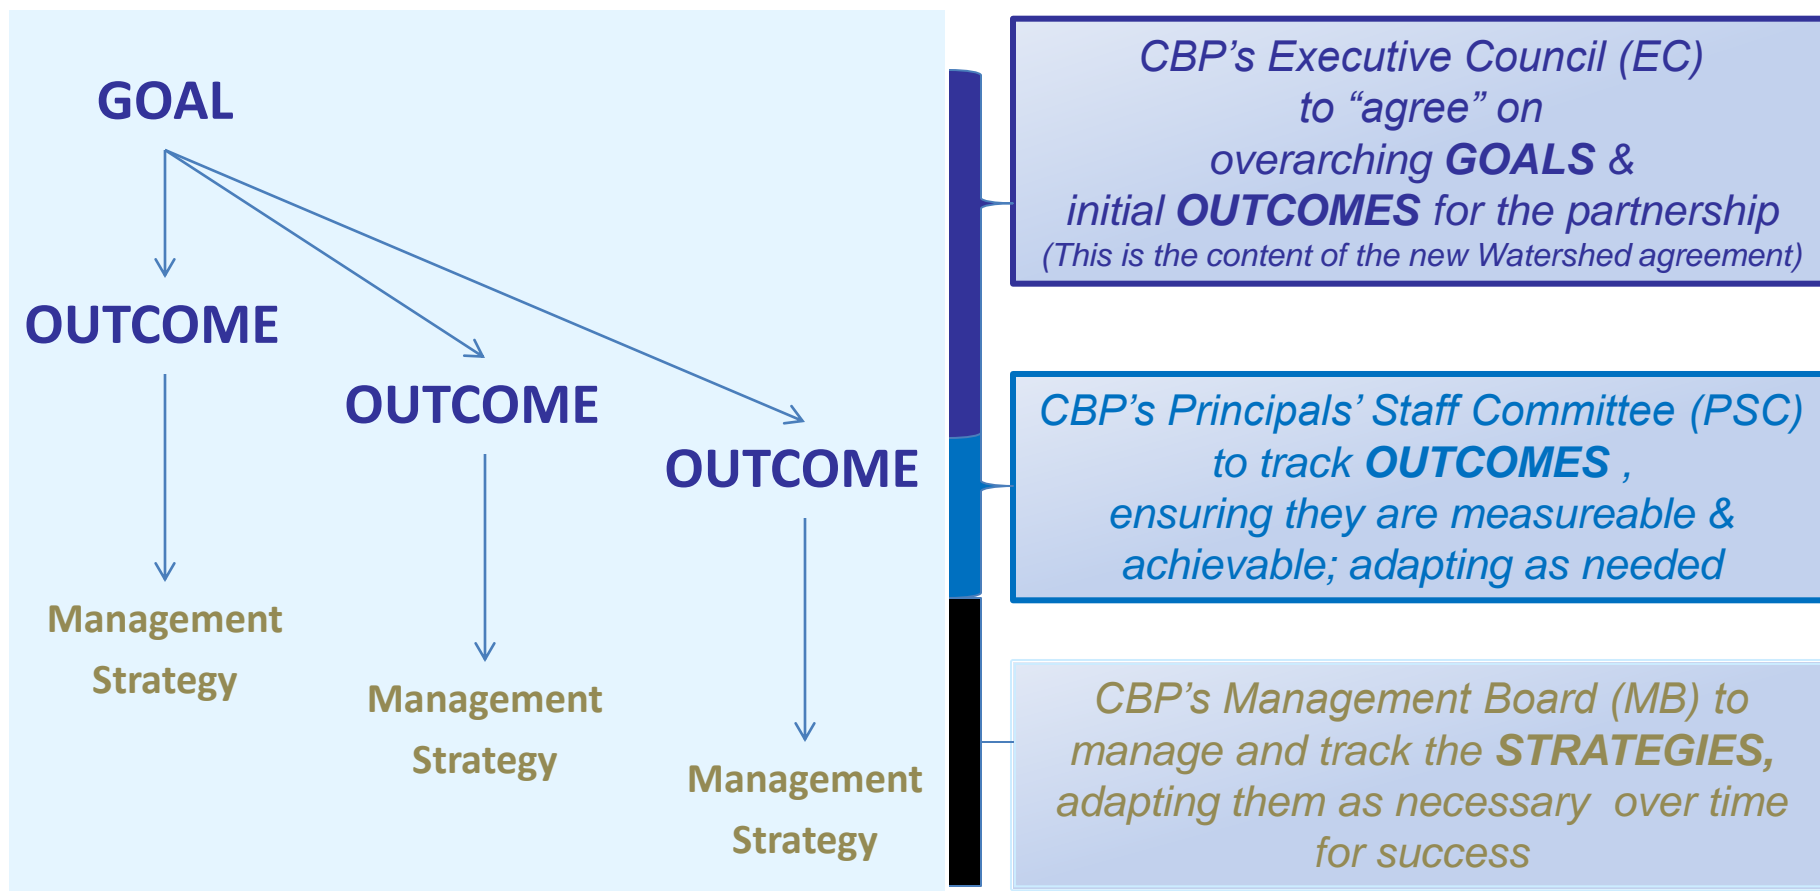 GOAL
OUTCOME
OUTCOME
OUTCOME
Management
Strategy
Management
Strategy
Management
Strategy
CBP’s Executive Council (EC)
to “agree” on
overarching GOALS &
initial OUTCOMES for the partnership
(This is the content of the new Watershed agreement)
CBP’s Principals’ Staff Committee (PSC)
to track OUTCOMES ,
ensuring they are measureable &
achievable; adapting as needed
CBP’s Management Board (MB) to
manage and track the STRATEGIES,
adapting them as necessary over time
for success